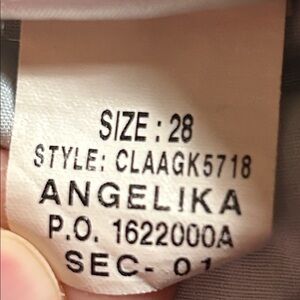 SIZE : 28
STYLE: CLAAGK5718
ANGELIKA
P.O. 1622000A
SEC- 01